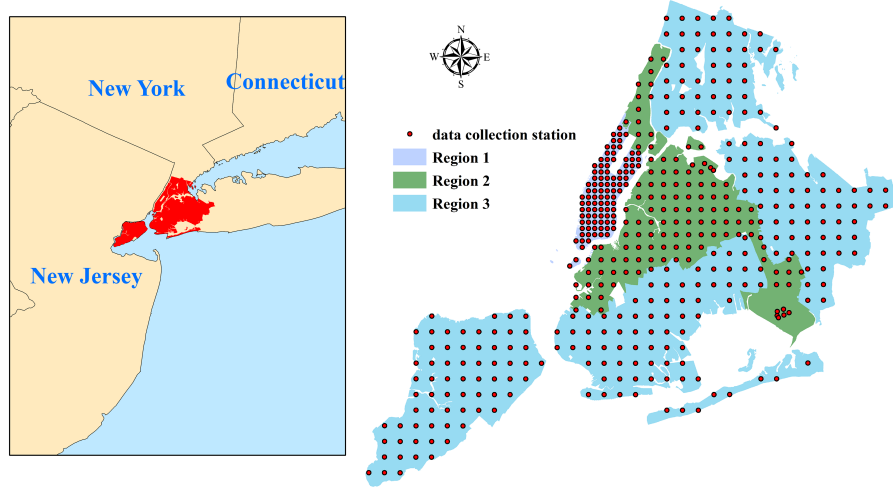 New York
Connecticut
New Jersey
N
W
E
S
data collection station
Region 1
Region 2
Region 3